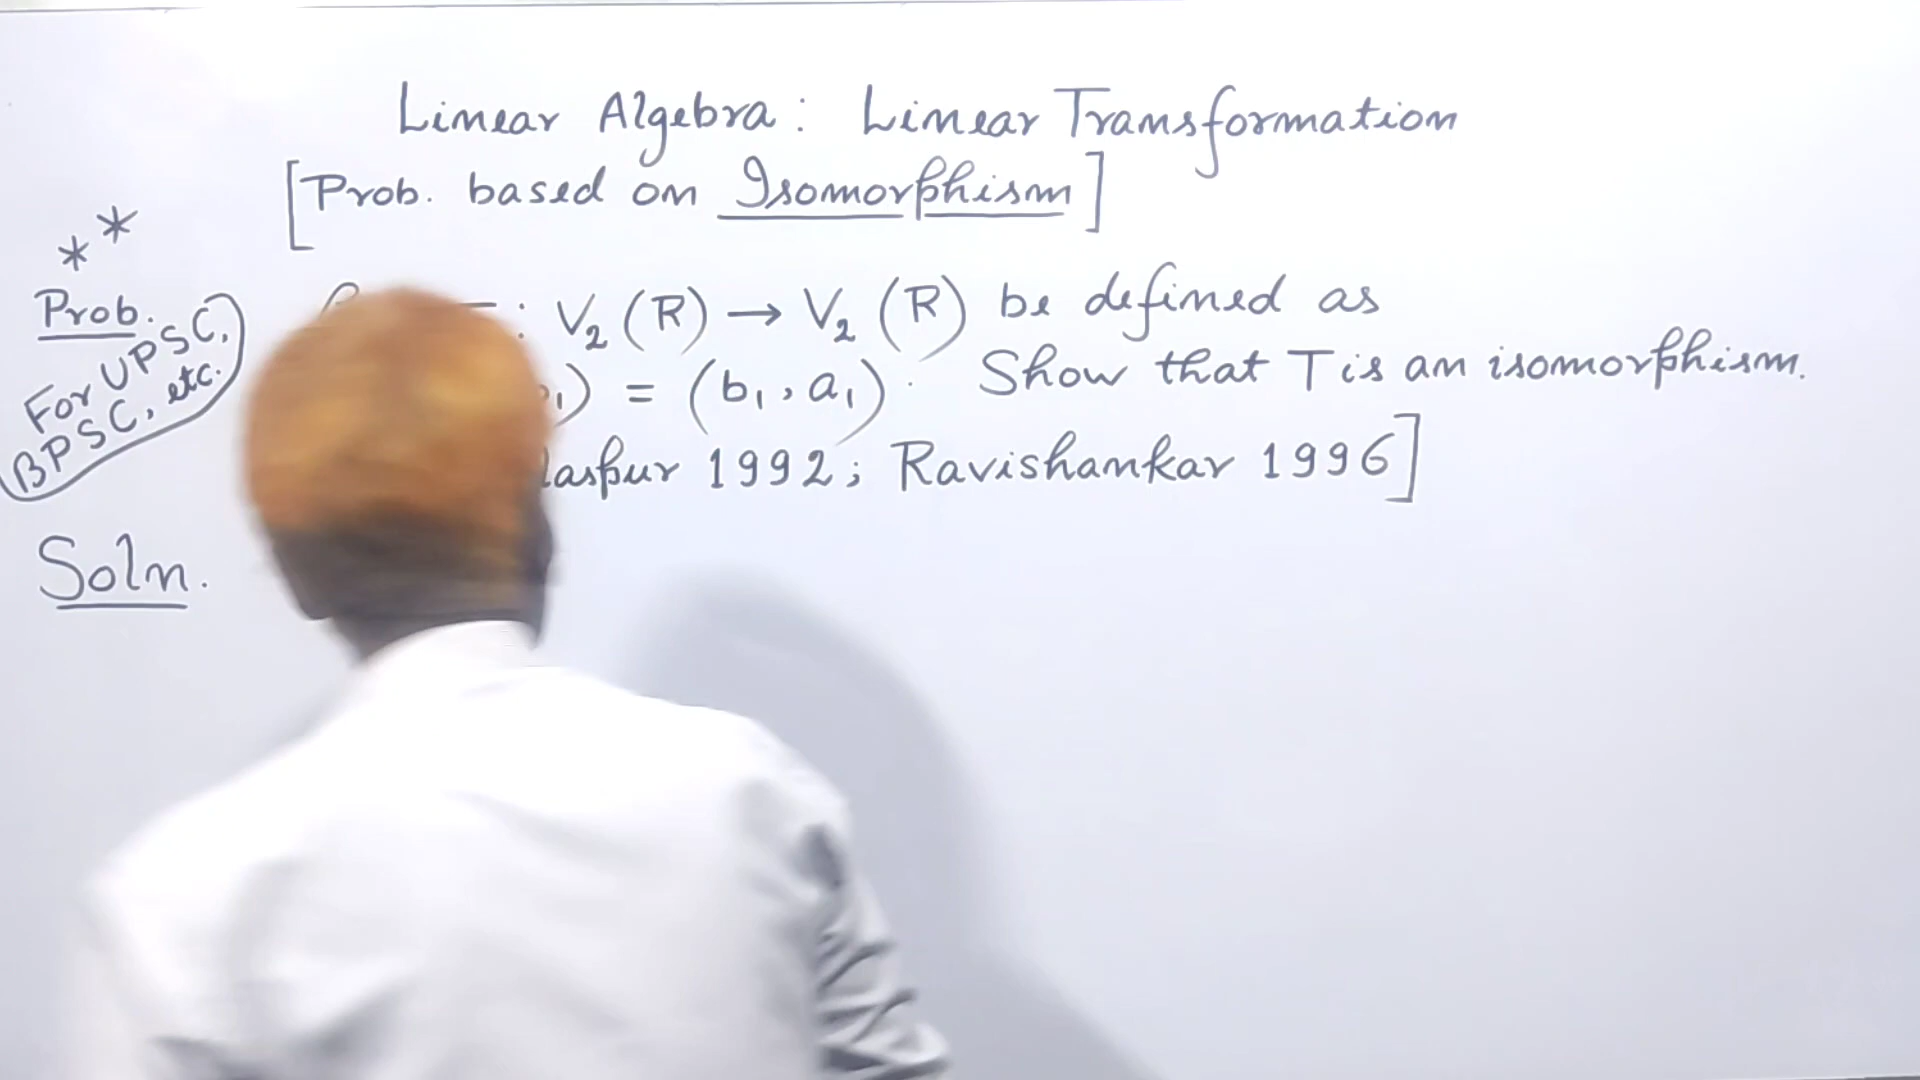 Linear Algebra: Linear Transformation
[Prob. based on Isomorphism]
**
Prob.
For UPSC,
BPSC, etc.
: V₂(R) → V₂(R) be defined as
₁) = (b₁, a₁). Show that T is an isomorphism.
1992; Ravishankar 1996]
Soln.